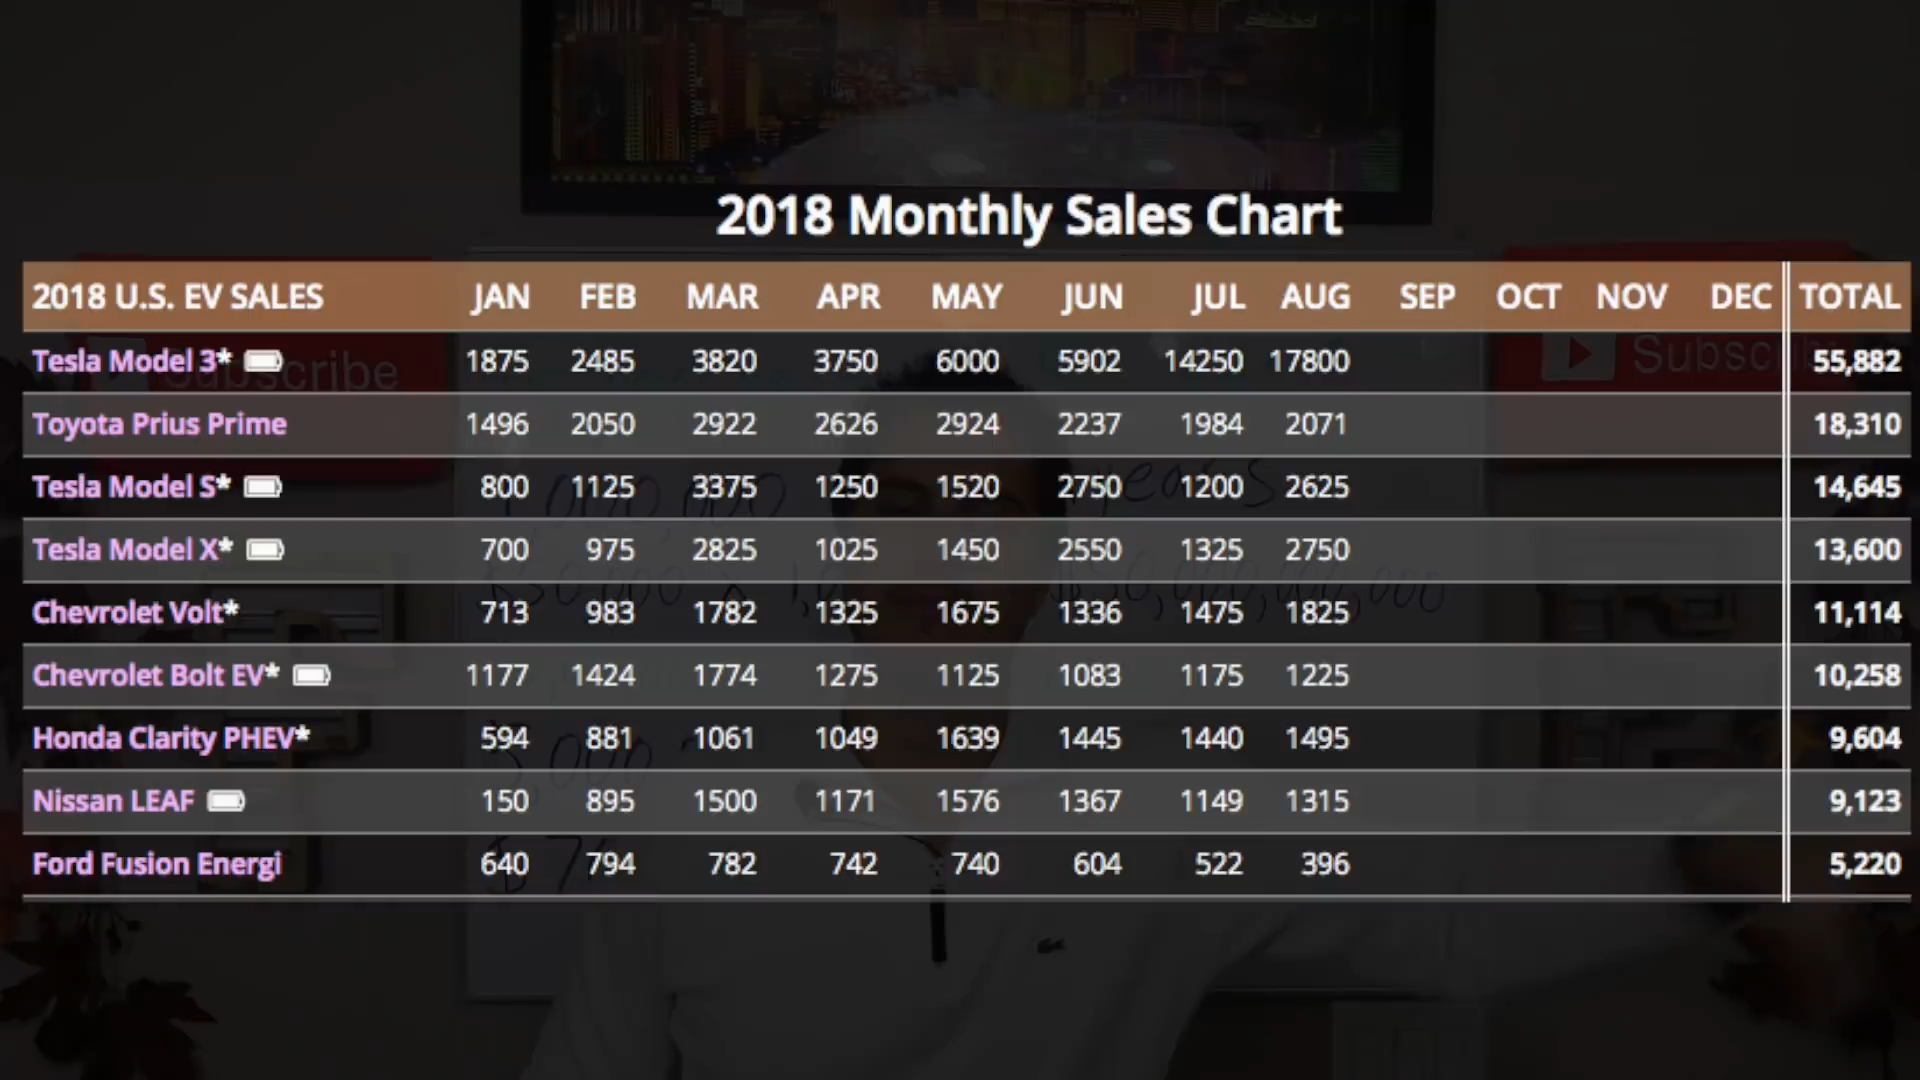 2018 Monthly Sales Chart
2018 U.S. EV SALES JAN FEB MAR APR MAY JUN JUL AUG SEP OCT NOV DEC TOTAL
Tesla Model 3* 1875 2485 3820 3750 6000 5902 14250 17800 55,882
Toyota Prius Prime 1496 2050 2922 2626 2924 2237 1984 2071 18,310
Tesla Model S* 800 1125 3375 1250 1520 2750 1200 2625 14,645
Tesla Model X* 700 975 2825 1025 1450 2550 1325 2750 13,600
Chevrolet Volt* 713 983 1782 1325 1675 1336 1475 1825 11,114
Chevrolet Bolt EV* 1177 1424 1774 1275 1125 1083 1175 1225 10,258
Honda Clarity PHEV* 594 881 1061 1049 1639 1445 1440 1495 9,604
Nissan LEAF 150 895 1500 1171 1576 1367 1149 1315 9,123
Ford Fusion Energi 640 794 782 742 740 604 522 396 5,220
Subscribe